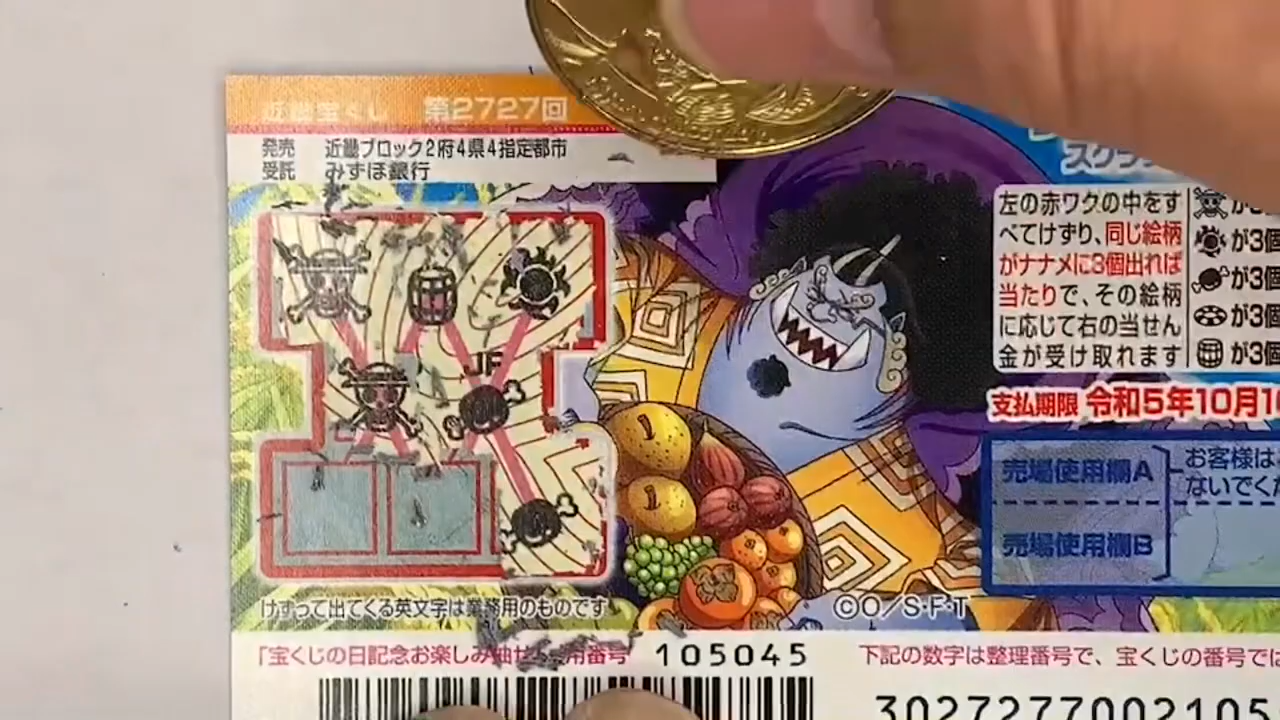 近畿宝くじ 第2727回
発売 近畿ブロック2府4県4指定都市
受託 みずほ銀行
スクラ
左の赤ワクの中をす
べてけずり、同じ絵柄
がナナメに3個出れば
当たりで、その絵柄
に応じて右の当せん
金が受け取れます
が3個
が3個
が3個
が3個
JF
支払期限 令和5年10月1
売場使用欄A
売場使用欄B
お客様は
ないでくだ
けずって出てくる英文字は業務用のものです
©O/S・F・T
「宝くじの日記念お楽しみ抽せん
用番号
105045
下記の数字は整理番号で、宝くじの番号では
3027277002105